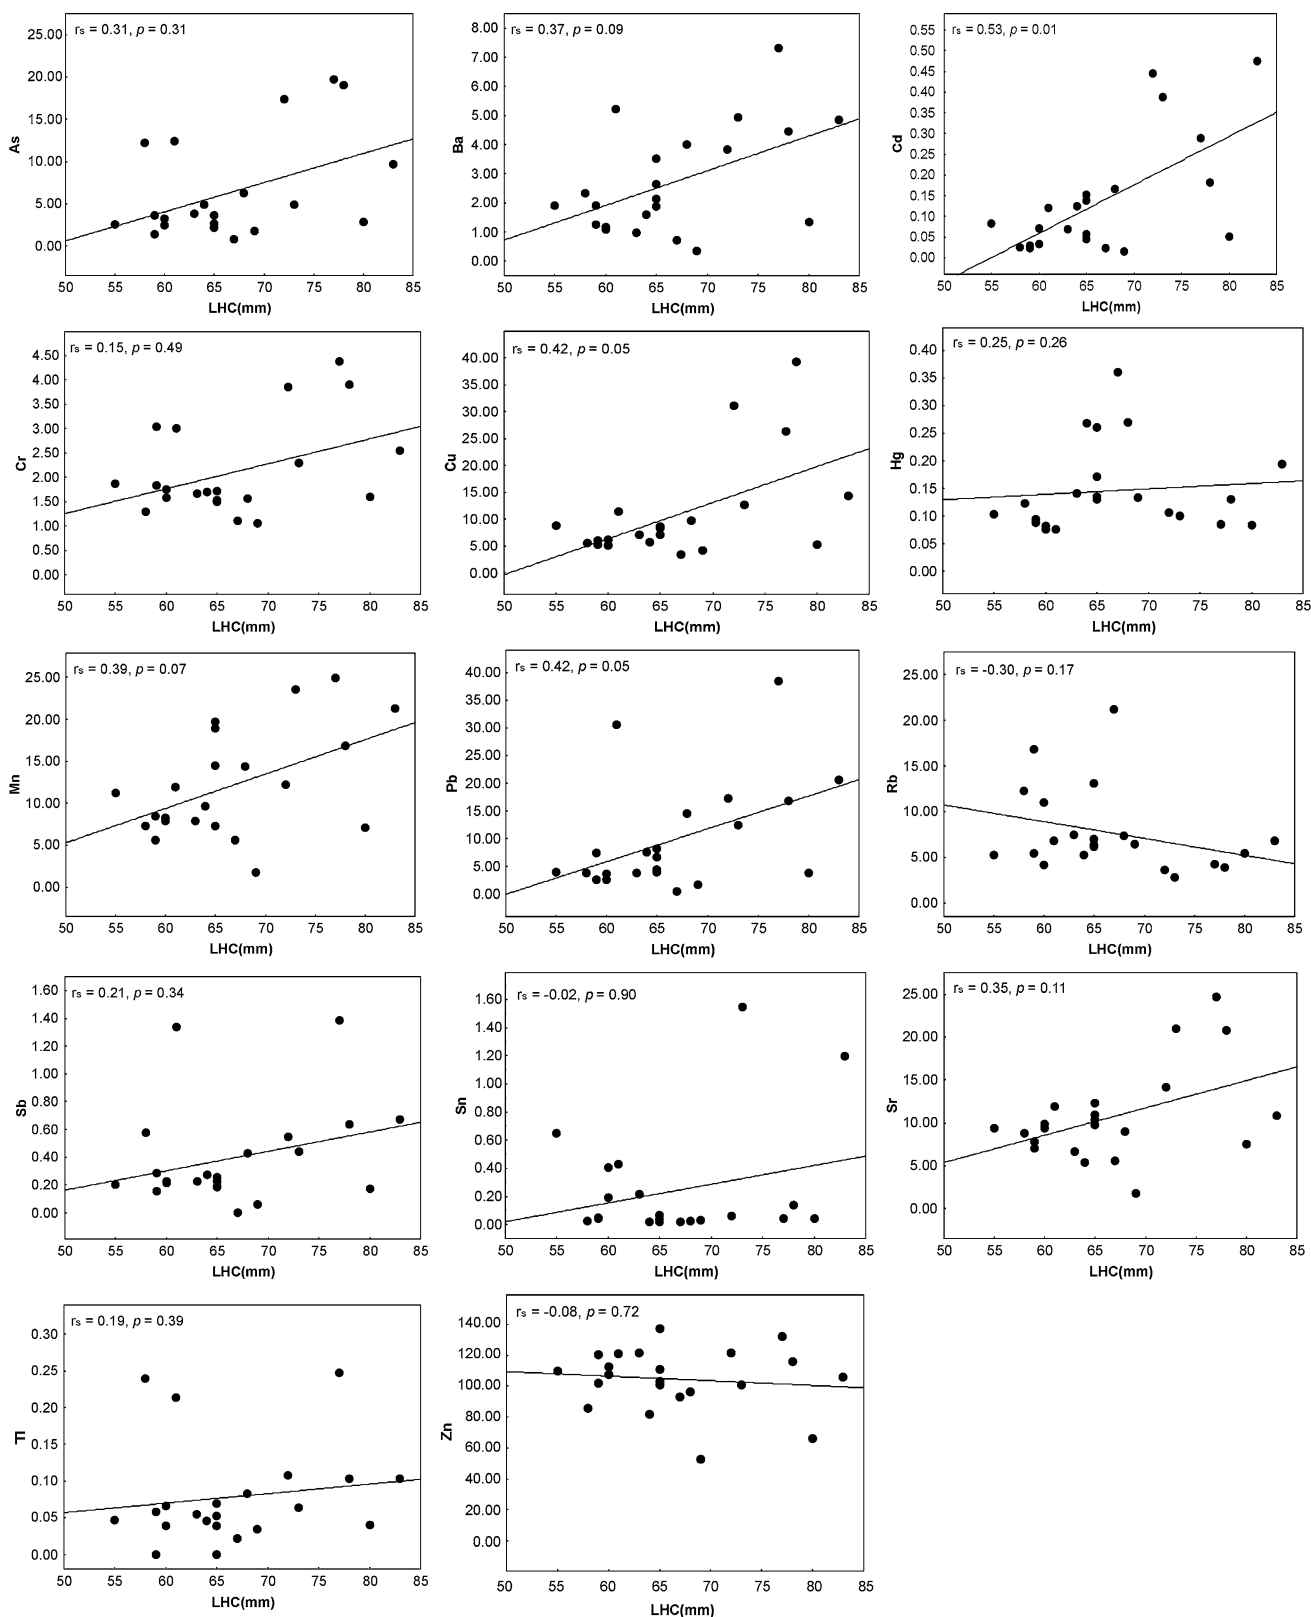 rs = 0.31, p = 0.31
25.00
20.00
15.00
10.00
5.00
0.00
As
50 55 60 65 70 75 80 85
LHC(mm)
rs = 0.37, p = 0.09
8.00
7.00
6.00
5.00
4.00
3.00
2.00
1.00
0.00
Ba
50 55 60 65 70 75 80 85
LHC(mm)
rs = 0.53, p = 0.01
0.55
0.50
0.45
0.40
0.35
0.30
0.25
0.20
0.15
0.10
0.05
0.00
Cd
50 55 60 65 70 75 80 85
LHC(mm)
rs = 0.15, p = 0.49
4.50
4.00
3.50
3.00
2.50
2.00
1.50
1.00
0.50
0.00
Cr
50 55 60 65 70 75 80 85
LHC(mm)
rs = 0.42, p = 0.05
40.00
35.00
30.00
25.00
20.00
15.00
10.00
5.00
0.00
Cu
50 55 60 65 70 75 80 85
LHC(mm)
rs = 0.25, p = 0.26
0.40
0.35
0.30
0.25
0.20
0.15
0.10
0.05
0.00
Hg
50 55 60 65 70 75 80 85
LHC(mm)
rs = 0.39, p = 0.07
25.00
20.00
15.00
10.00
5.00
0.00
Mn
50 55 60 65 70 75 80 85
LHC(mm)
rs = 0.42, p = 0.05
40.00
35.00
30.00
25.00
20.00
15.00
10.00
5.00
0.00
Pb
50 55 60 65 70 75 80 85
LHC(mm)
rs = -0.30, p = 0.17
25.00
20.00
15.00
10.00
5.00
0.00
Rb
50 55 60 65 70 75 80 85
LHC(mm)
rs = 0.21, p = 0.34
1.60
1.40
1.20
1.00
0.80
0.60
0.40
0.20
0.00
Sb
50 55 60 65 70 75 80 85
LHC(mm)
rs = -0.02, p = 0.90
1.60
1.40
1.20
1.00
0.80
0.60
0.40
0.20
0.00
Sn
50 55 60 65 70 75 80 85
LHC(mm)
rs = 0.35, p = 0.11
25.00
20.00
15.00
10.00
5.00
0.00
Sr
50 55 60 65 70 75 80 85
LHC(mm)
rs = 0.19, p = 0.39
0.30
0.25
0.20
0.15
0.10
0.05
0.00
Tl
50 55 60 65 70 75 80 85
LHC(mm)
rs = -0.08, p = 0.72
140.00
120.00
100.00
80.00
60.00
40.00
20.00
0.00
Zn
50 55 60 65 70 75 80 85
LHC(mm)